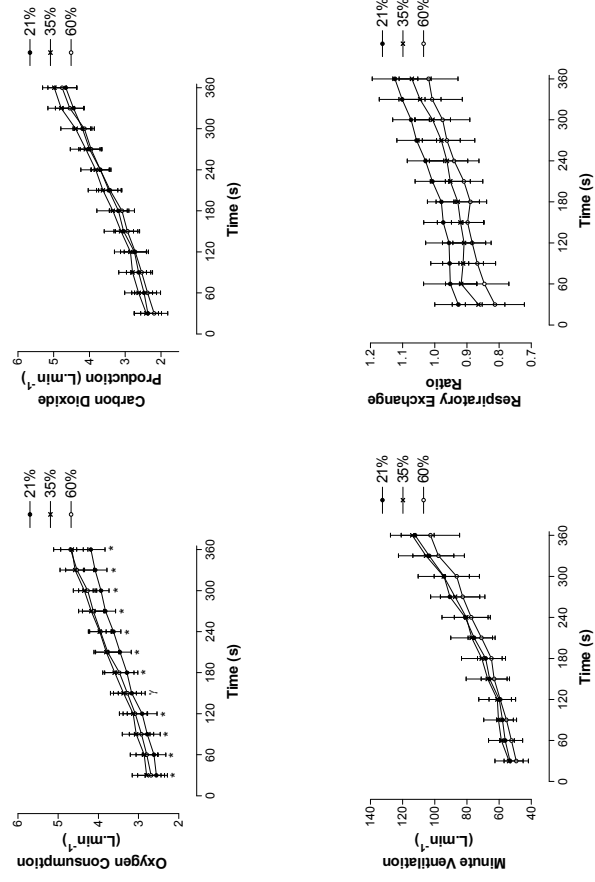 Oxygen Consumption
(L.min⁻¹)
6
5
4
3
2
0 60 120 180 240 300 360
Time (s)
21%
35%
60%
* * * * γ * * * * * * *
Carbon Dioxide
Production (L.min⁻¹)
6
5
4
3
2
0 60 120 180 240 300 360
Time (s)
21%
35%
60%
Minute Ventilation
(L.min⁻¹)
140
120
100
80
60
40
0 60 120 180 240 300 360
Time (s)
21%
35%
60%
Respiratory Exchange
Ratio
1.2
1.1
1.0
0.9
0.8
0.7
0 60 120 180 240 300 360
Time (s)
21%
35%
60%